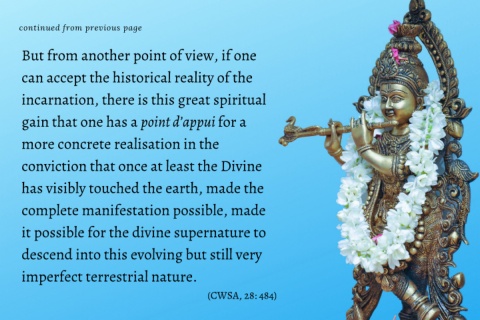 continued from previous page
But from another point of view, if one
can accept the historical reality of the
incarnation, there is this great spiritual
gain that one has a point d'appui for a
more concrete realisation in the
conviction that once at least the Divine
has visibly touched the earth, made the
complete manifestation possible, made
it possible for the divine supernature to
descend into this evolving but still very
imperfect terrestrial nature.
(CWSA, 28: 484)